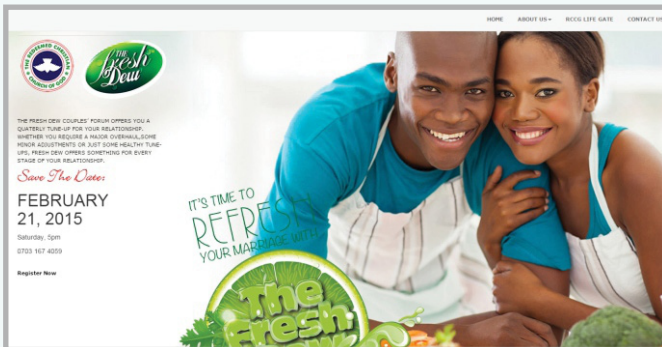 HOME ABOUT US RCCG LIFE GATE CONTACT US
THE REDEEMED CHRISTIAN
CHURCH OF GOD
THE
fresh
Dew
THE FRESH DEW COUPLES' FORUM OFFERS YOU A
QUATERLY TUNE-UP FOR YOUR RELATIONSHIP.
WHETHER YOU REQUIRE A MAJOR OVERHAUL,SOME
MINOR ADJUSTMENTS OR JUST SOME HEALTHY TUNE-
UPS, FRESH DEW OFFERS SOMETHING FOR EVERY
STAGE OF YOUR RELATIONSHIP.
Save The Date:
FEBRUARY
21, 2015
Saturday, 5pm
0703 167 4059
Register Now
IT'S TIME TO
REFRESH
YOUR MARRIAGE WITH
The
Fresh